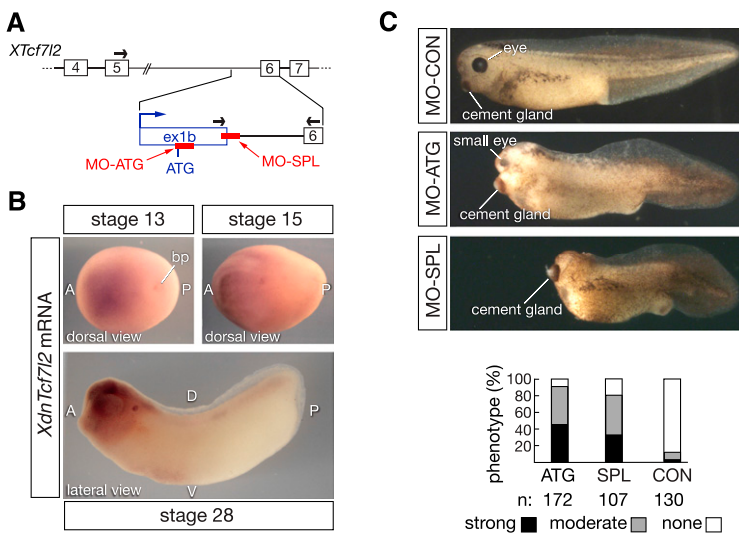 A
XTcf7l2
4
5
6
7
ex1b
6
MO-ATG
ATG
MO-SPL
B
stage 13
stage 15
XdnTcf7l2 mRNA
bp
A
P
dorsal view
A
P
dorsal view
D
A
P
lateral view
V
stage 28
C
MO-CON
eye
cement gland
MO-ATG
small eye
cement gland
MO-SPL
cement gland
phenotype (%)
100
80
60
40
20
ATG SPL CON
n: 172 107 130
strong moderate none